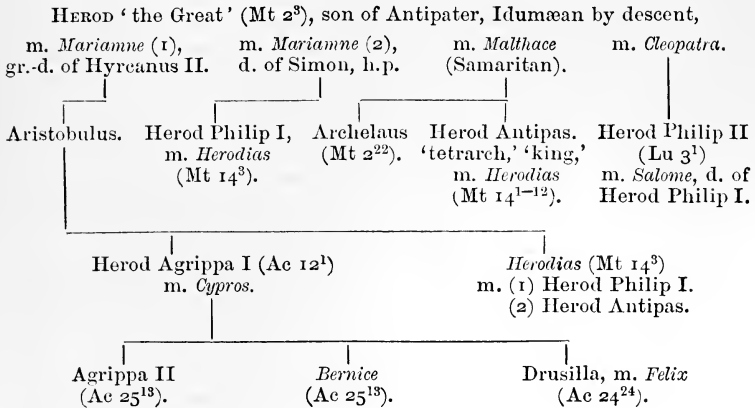 HEROD ‘the Great’ (Mt 2³), son of Antipater, Idumæan by descent,
m. Mariamne (1), m. Mariamne (2), m. Malthace m. Cleopatra.
gr.-d. of Hyrcanus II. d. of Simon, h.p. (Samaritan).
Aristobulus. Herod Philip I, Archelaus Herod Antipas. Herod Philip II
m. Herodias (Mt 2²²). ‘tetrarch,’ ‘king,’ (Lu 3¹)
(Mt 14³). m. Herodias m. Salome, d. of
(Mt 14¹⁻¹²). Herod Philip I.
Herod Agrippa I (Ac 12¹) Herodias (Mt 14³)
m. Cypros. m. (1) Herod Philip I.
(2) Herod Antipas.
Agrippa II Bernice Drusilla, m. Felix
(Ac 25¹³). (Ac 25¹³). (Ac 24²⁴).